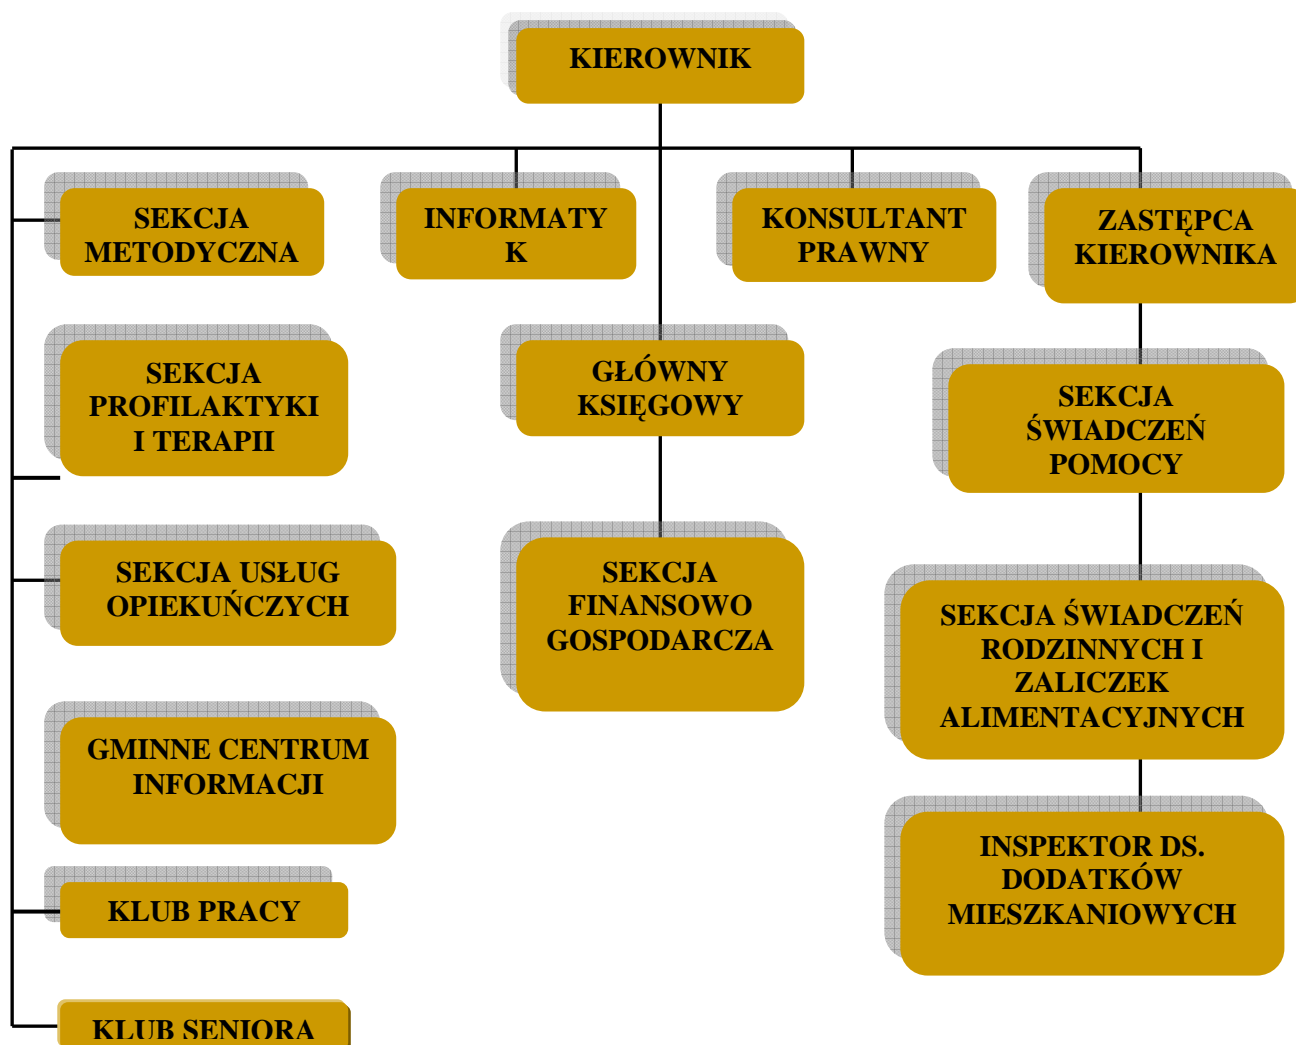 KIEROWNIK
SEKCJA
METODYCZNA
INFORMATY
K
KONSULTANT
PRAWNY
ZASTĘPCA
KIEROWNIKA
SEKCJA
PROFILAKTYKI
I TERAPII
GŁÓWNY
KSIĘGOWY
SEKCJA
ŚWIADCZEŃ
POMOCY
SEKCJA USŁUG
OPIEKUŃCZYCH
SEKCJA
FINANSOWO
GOSPODARCZA
SEKCJA ŚWIADCZEŃ
RODZINNYCH I
ZALICZEK
ALIMENTACYJNYCH
GMINNE CENTRUM
INFORMACJI
INSPEKTOR DS.
DODATKÓW
MIESZKANIOWYCH
KLUB PRACY
KLUB SENIORA